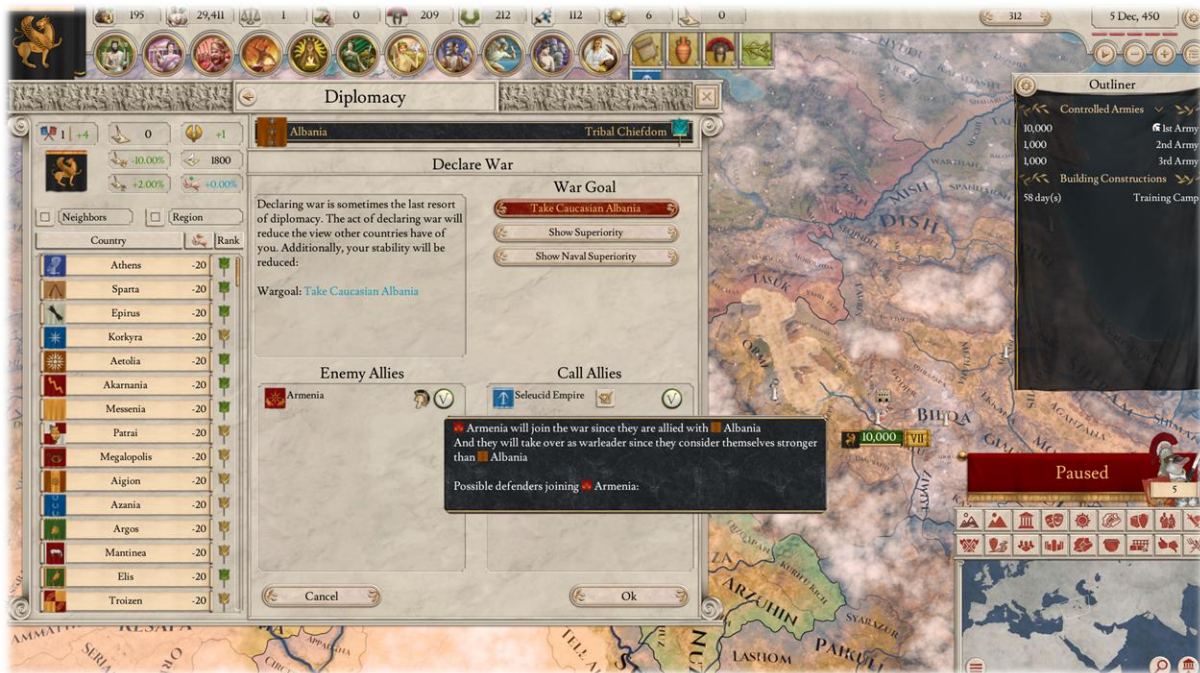 195
29,411
1
0
209
212
112
6
0
312
5 Dec, 450
Diplomacy
1 | +4
0
+1
-10.00%
1800
+2.00%
+0.00%
Neighbors
Region
Country
Rank
Athens -20
Sparta -20
Epirus -20
Korkyra -20
Aetolia -20
Akarnania -20
Messenia -20
Patrai -20
Megalopolis -20
Aigion -20
Azania -20
Argos -20
Mantinea -20
Elis -20
Troizen -20
Albania
Tribal Chiefdom
Declare War
Declaring war is sometimes the last resort
of diplomacy. The act of declaring war will
reduce the view other countries have of
you. Additionally, your stability will be
reduced:
Wargoal: Take Caucasian Albania
War Goal
Take Caucasian Albania
Show Superiority
Show Naval Superiority
Enemy Allies
Armenia
Call Allies
Seleucid Empire
Armenia will join the war since they are allied with Albania
And they will take over as warleader since they consider themselves stronger
than Albania
Possible defenders joining Armenia:
Cancel
Ok
Outliner
Controlled Armies
10,000 1st Army
1,000 2nd Army
1,000 3rd Army
Building Constructions
58 day(s) Training Camp
MISH
DISH
TASUK
10,000 VII
Paused
5
ARZUHIN
KURHURICH
SYARAZUR
LASHOM